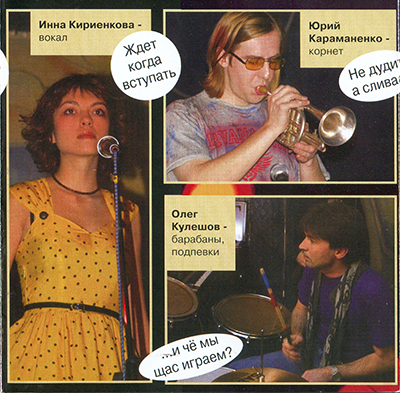 Инна Кириенкова -
вокал
Ждет
когда
вступать
Юрий
Караманенко -
корнет
Не дудит
а слива
Олег
Кулешов -
барабаны,
подпевки
...и чё мы
щас играем?